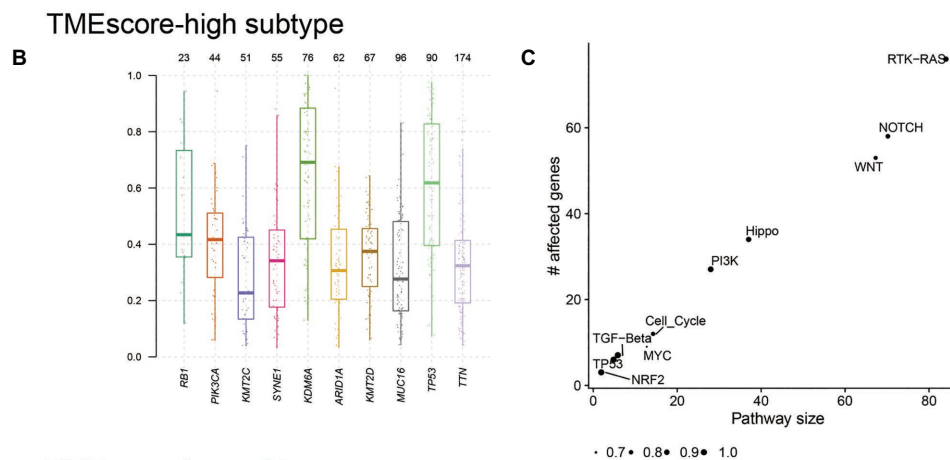 TMEscore-high subtype
B
23 44 51 55 76 62 67 96 90 174
1.0
0.8
0.6
0.4
0.2
0.0
RB1 PIK3CA KMT2C SYNE1 KDM6A ARID1A KMT2D MUC16 TP53 TTN
C
# affected genes
60
40
20
0
RTK-RAS
NOTCH
WNT
Hippo
PI3K
Cell_Cycle
TGF-Beta
MYC
TP53
NRF2
0 20 40 60 80
Pathway size
0.7 0.8 0.9 1.0